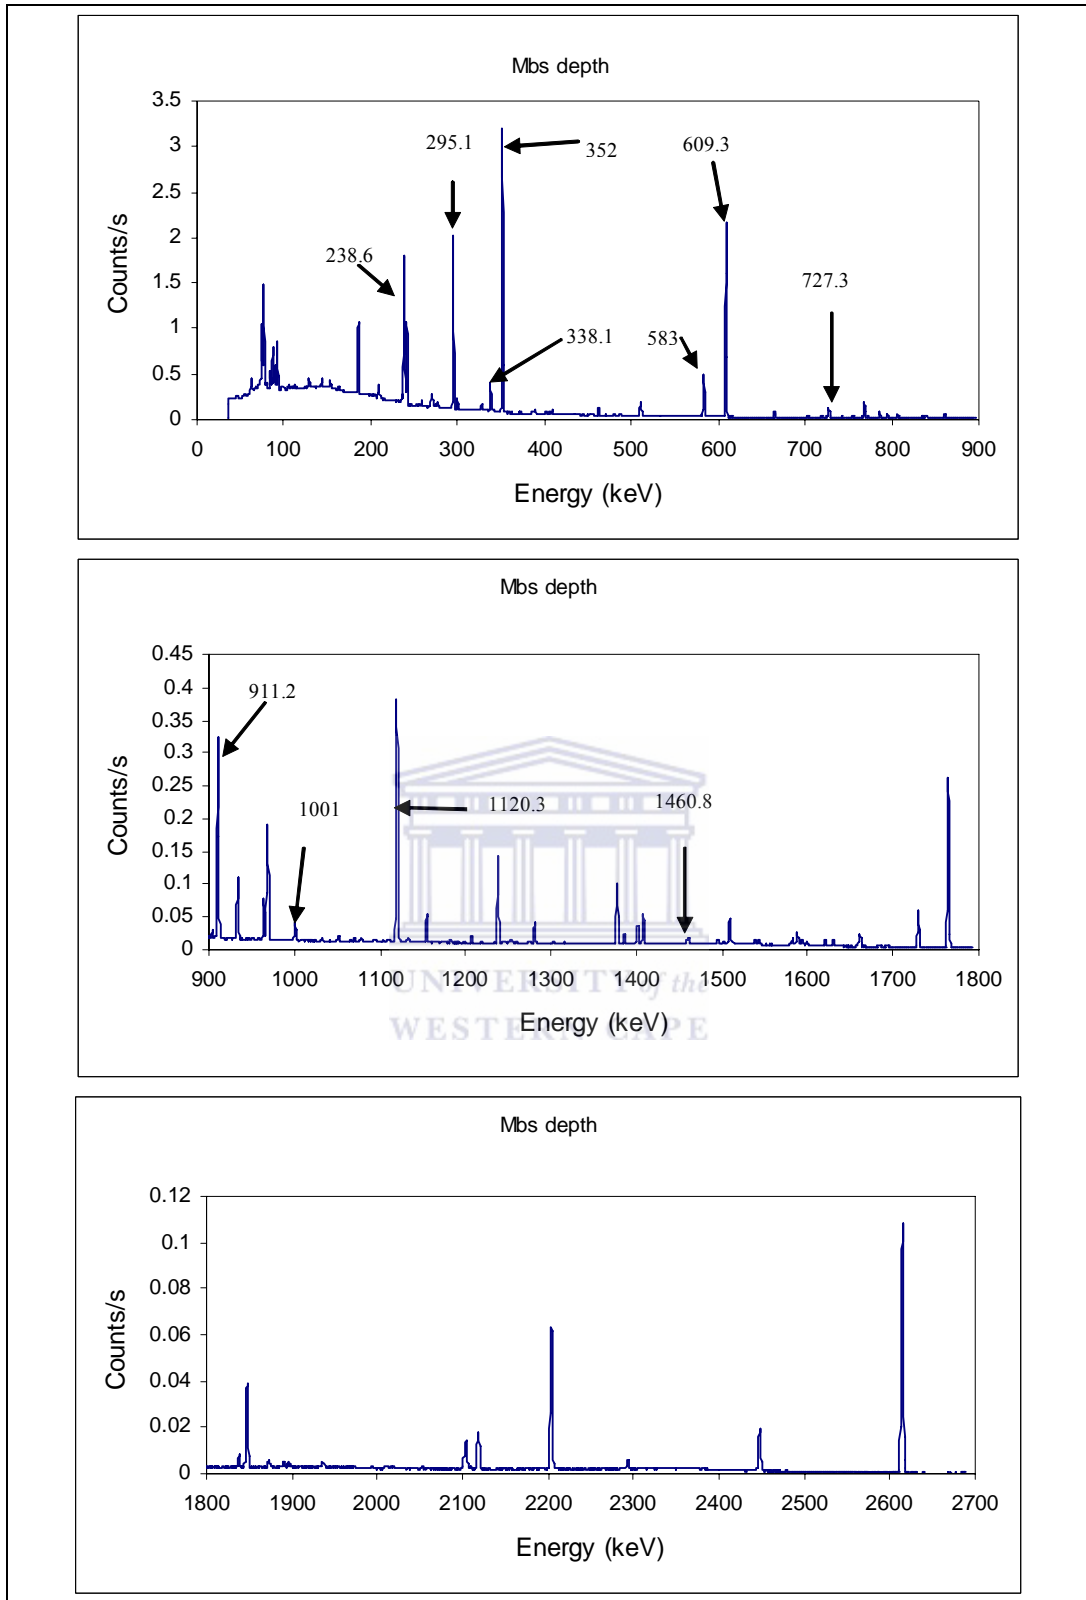 Mbs depth
3.5
3
2.5
2
1.5
1
0.5
0
Counts/s
295.1
352
609.3
238.6
727.3
338.1
583
0 100 200 300 400 500 600 700 800 900
Energy (keV)
Mbs depth
0.45
0.4
0.35
0.3
0.25
0.2
0.15
0.1
0.05
0
Counts/s
911.2
1001
1120.3
1460.8
900 1000 1100 1200 1300 1400 1500 1600 1700 1800
UNIVERSITY of the
Energy (keV)
WESTERN CAPE
Mbs depth
0.12
0.1
0.08
0.06
0.04
0.02
0
Counts/s
1800 1900 2000 2100 2200 2300 2400 2500 2600 2700
Energy (keV)